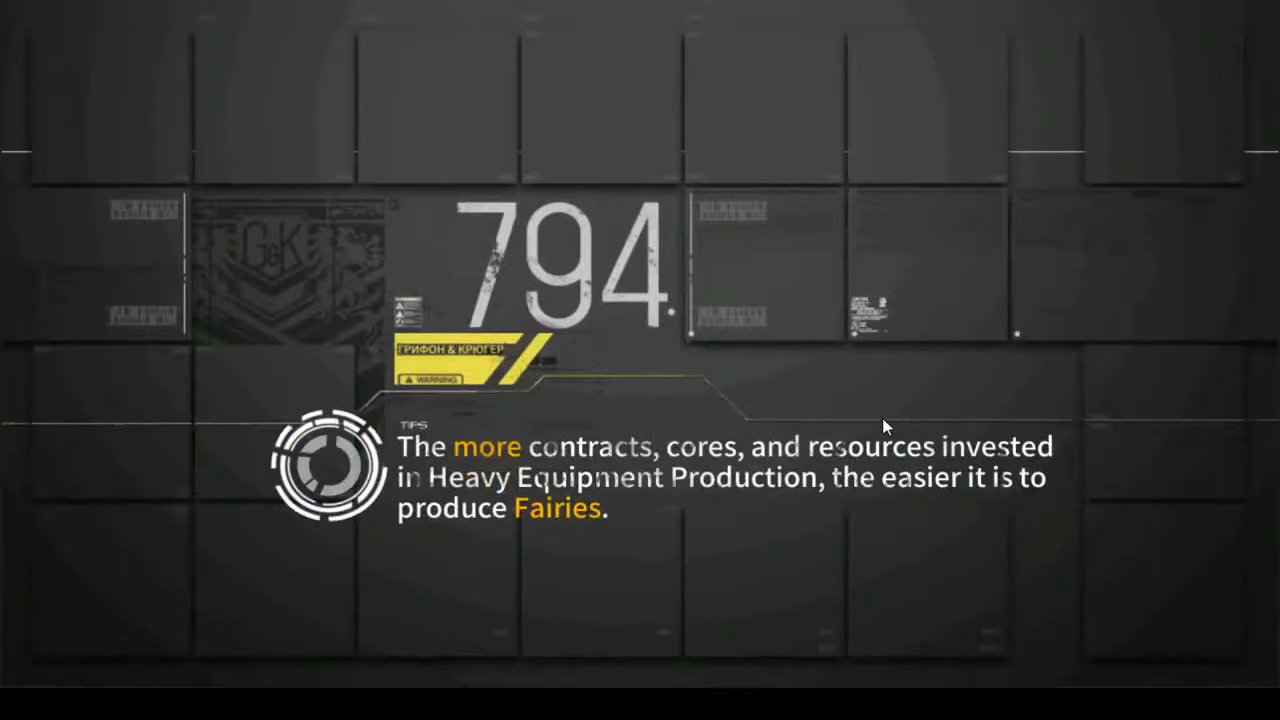 G&K
794.
ГРИФОН & КРЮГЕР
WARNING
TIPS
The more contracts, cores, and resources invested
in Heavy Equipment Production, the easier it is to
produce Fairies.